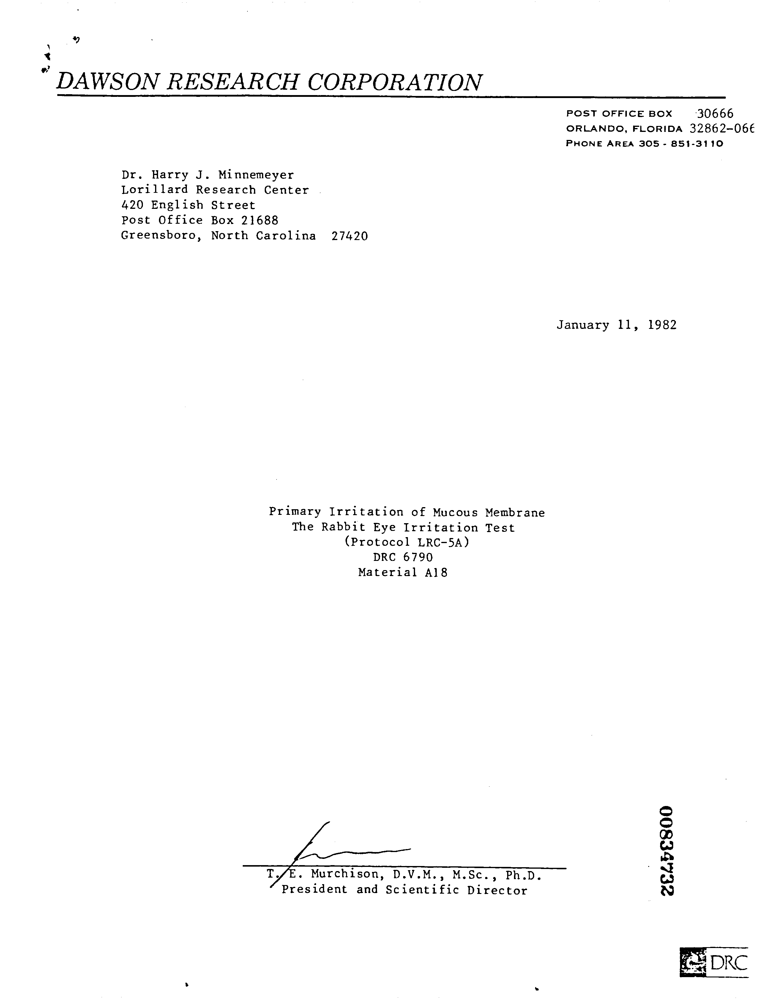 DAWSON RESEARCH CORPORATION
POST OFFICE BOX 30666
ORLANDO, FLORIDA 32862-066
PHONE AREA 305 - 851-3110
Dr. Harry J. Minnemeyer
Lorillard Research Center
420 English Street
Post Office Box 21688
Greensboro, North Carolina 27420
January 11, 1982
Primary Irritation of Mucous Membrane
The Rabbit Eye Irritation Test
(Protocol LRC-5A)
DRC 6790
Material A18
T. E. Murchison, D.V.M., M.Sc., Ph.D.
President and Scientific Director
00834732
DRC